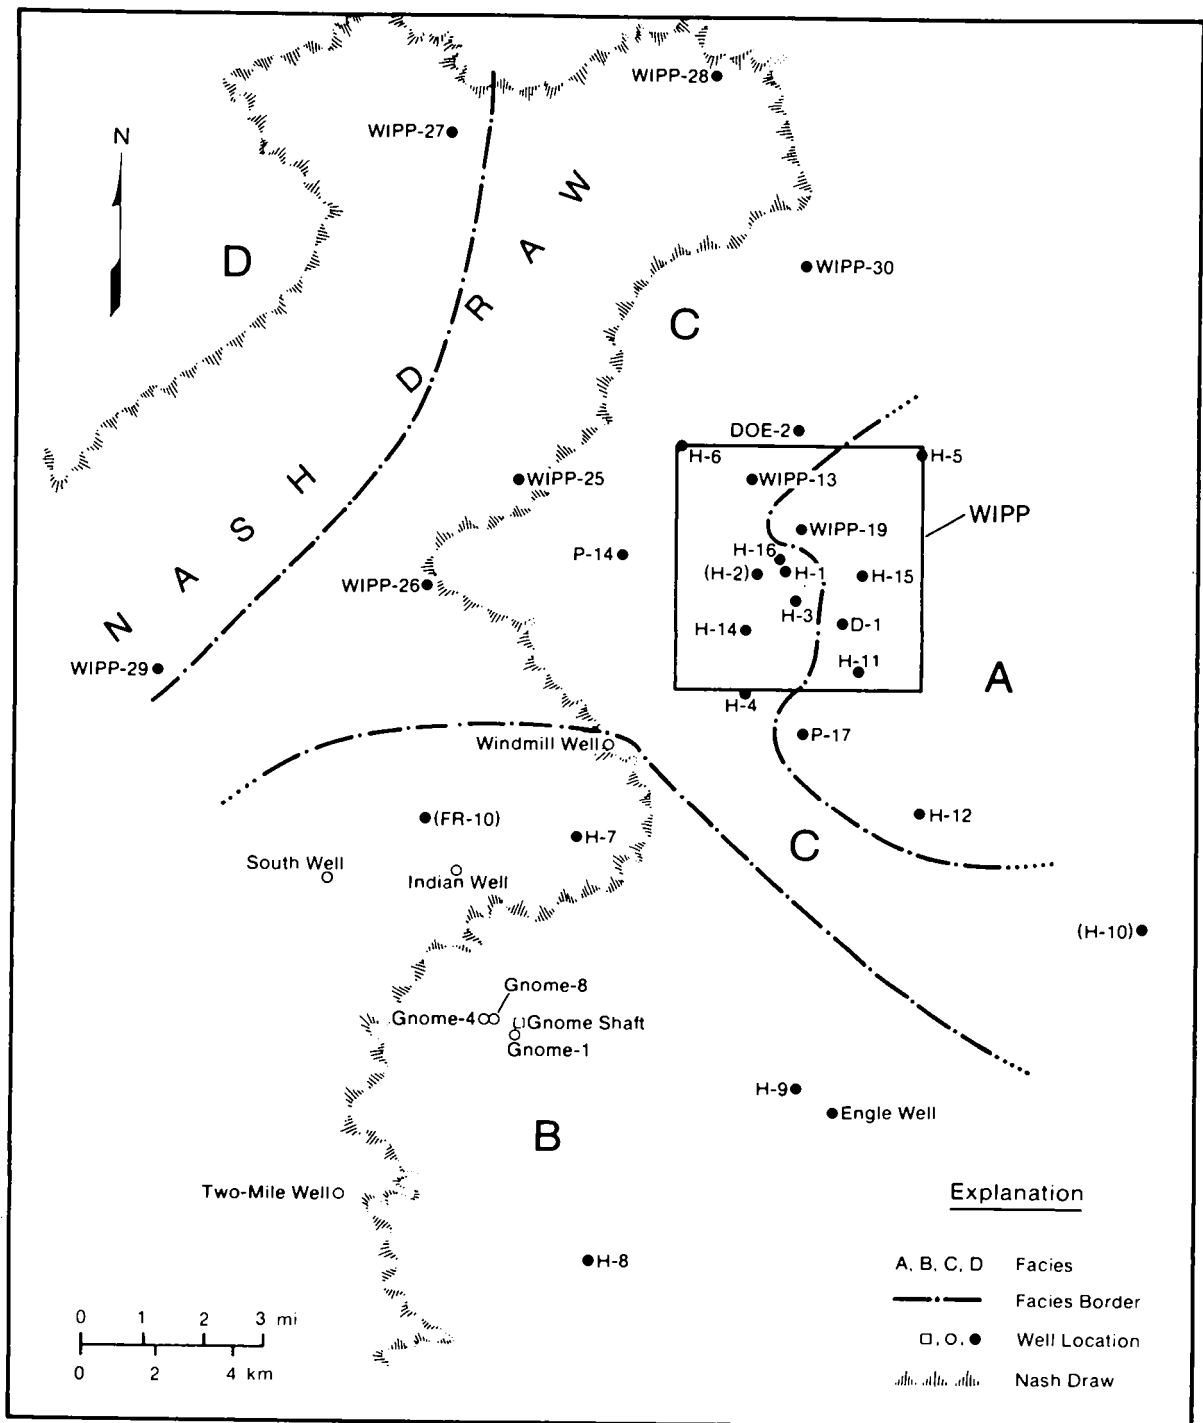 WIPP-28
WIPP-27
N
D
WIPP-30
C
NASH DRAW
DOE-2
H-6
H-5
WIPP-13
WIPP-25
WIPP
WIPP-19
P-14
H-16
(H-2)
H-1
H-15
WIPP-26
H-3
H-14
D-1
WIPP-29
H-11
A
H-4
P-17
Windmill Well
(FR-10)
H-12
H-7
C
South Well
Indian Well
(H-10)
Gnome-8
Gnome-4
Gnome Shaft
Gnome-1
H-9
Engle Well
B
Two-Mile Well
H-8
Explanation
A, B, C, D Facies
Facies Border
Well Location
Nash Draw
0 1 2 3 mi
0 2 4 km